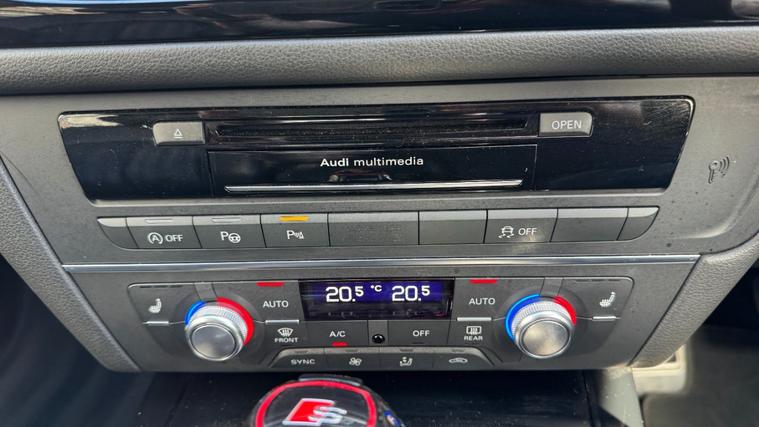 OPEN
Audi multimedia
A OFF
P
P
OFF
AUTO
20.5 °C 20.5
AUTO
FRONT
A/C
OFF
REAR
SYNC
S